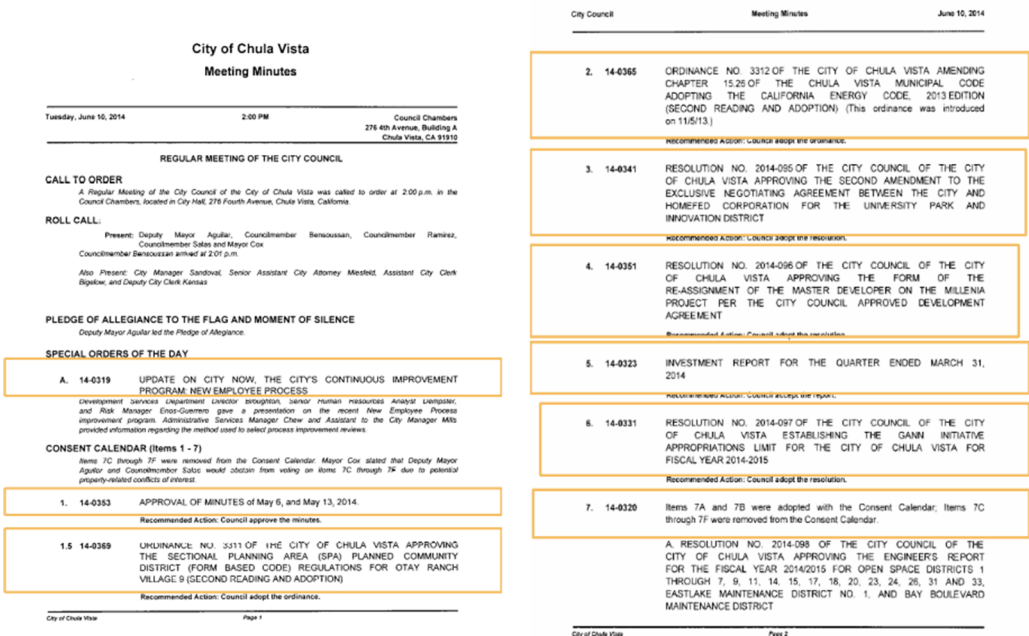 City of Chula Vista
Meeting Minutes
Tuesday, June 10, 2014 2:00 PM Council Chambers
276 4th Avenue, Building A
Chula Vista, CA 91910
REGULAR MEETING OF THE CITY COUNCIL
CALL TO ORDER
A Regular Meeting of the City Council of the City of Chula Vista was called to order at 2:00 p.m. in the
Council Chambers, located in City Hall, 276 Fourth Avenue, Chula Vista, California.
ROLL CALL:
Present: Deputy Mayor Aguilar, Councilmember Bensoussan, Councilmember Ramirez,
Councilmember Salas and Mayor Cox
Councilmember Bensoussan arrived at 2:01 p.m.
Also Present: City Manager Sandoval, Senior Assistant City Attorney Miesfeld, Assistant City Clerk
Bigelow, and Deputy City Clerk Kansas
PLEDGE OF ALLEGIANCE TO THE FLAG AND MOMENT OF SILENCE
Deputy Mayor Aguilar led the Pledge of Allegiance.
SPECIAL ORDERS OF THE DAY
A. 14-0319 UPDATE ON CITY NOW, THE CITY'S CONTINUOUS IMPROVEMENT
PROGRAM: NEW EMPLOYEE PROCESS
Development Services Department Director Broughton, Senior Human Resources Analyst Dempster,
and Risk Manager Enos-Guerrero gave a presentation on the recent New Employee Process
improvement program. Administrative Services Manager Chew and Assistant to the City Manager Mills
provided information regarding the method used to select process improvement reviews.
CONSENT CALENDAR (Items 1 - 7)
Items 7C through 7F were removed from the Consent Calendar. Mayor Cox stated that Deputy Mayor
Aguilar and Councilmember Salas would abstain from voting on items 7C through 7F due to potential
property-related conflicts of interest.
1. 14-0353 APPROVAL OF MINUTES of May 6, and May 13, 2014.
Recommended Action: Council approve the minutes.
1.5 14-0369 ORDINANCE NO. 3311 OF THE CITY OF CHULA VISTA APPROVING
THE SECTIONAL PLANNING AREA (SPA) PLANNED COMMUNITY
DISTRICT (FORM BASED CODE) REGULATIONS FOR OTAY RANCH
VILLAGE 9 (SECOND READING AND ADOPTION)
Recommended Action: Council adopt the ordinance.
City of Chula Vista Page 1
City Council Meeting Minutes June 10, 2014
2. 14-0365 ORDINANCE NO. 3312 OF THE CITY OF CHULA VISTA AMENDING
CHAPTER 15.26 OF THE CHULA VISTA MUNICIPAL CODE
ADOPTING THE CALIFORNIA ENERGY CODE, 2013 EDITION
(SECOND READING AND ADOPTION) (This ordinance was introduced
on 11/5/13.)
Recommended Action: Council adopt the ordinance.
3. 14-0341 RESOLUTION NO. 2014-095 OF THE CITY COUNCIL OF THE CITY
OF CHULA VISTA APPROVING THE SECOND AMENDMENT TO THE
EXCLUSIVE NEGOTIATING AGREEMENT BETWEEN THE CITY AND
HOMEFED CORPORATION FOR THE UNIVERSITY PARK AND
INNOVATION DISTRICT
Recommended Action: Council adopt the resolution.
4. 14-0351 RESOLUTION NO. 2014-096 OF THE CITY COUNCIL OF THE CITY
OF CHULA VISTA APPROVING THE FORM OF THE
RE-ASSIGNMENT OF THE MASTER DEVELOPER ON THE MILLENIA
PROJECT PER THE CITY COUNCIL APPROVED DEVELOPMENT
AGREEMENT
Recommended Action: Council adopt the resolution.
5. 14-0323 INVESTMENT REPORT FOR THE QUARTER ENDED MARCH 31,
2014
Recommended Action: Council accept the report.
6. 14-0331 RESOLUTION NO. 2014-097 OF THE CITY COUNCIL OF THE CITY
OF CHULA VISTA ESTABLISHING THE GANN INITIATIVE
APPROPRIATIONS LIMIT FOR THE CITY OF CHULA VISTA FOR
FISCAL YEAR 2014-2015
Recommended Action: Council adopt the resolution.
7. 14-0320 Items 7A and 7B were adopted with the Consent Calendar; Items 7C
through 7F were removed from the Consent Calendar.
A. RESOLUTION NO. 2014-098 OF THE CITY COUNCIL OF THE
CITY OF CHULA VISTA APPROVING THE ENGINEER'S REPORT
FOR THE FISCAL YEAR 2014/2015 FOR OPEN SPACE DISTRICTS 1
THROUGH 7, 9, 11, 14, 15, 17, 18, 20, 23, 24, 26, 31 AND 33,
EASTLAKE MAINTENANCE DISTRICT NO. 1, AND BAY BOULEVARD
MAINTENANCE DISTRICT
City of Chula Vista Page 2